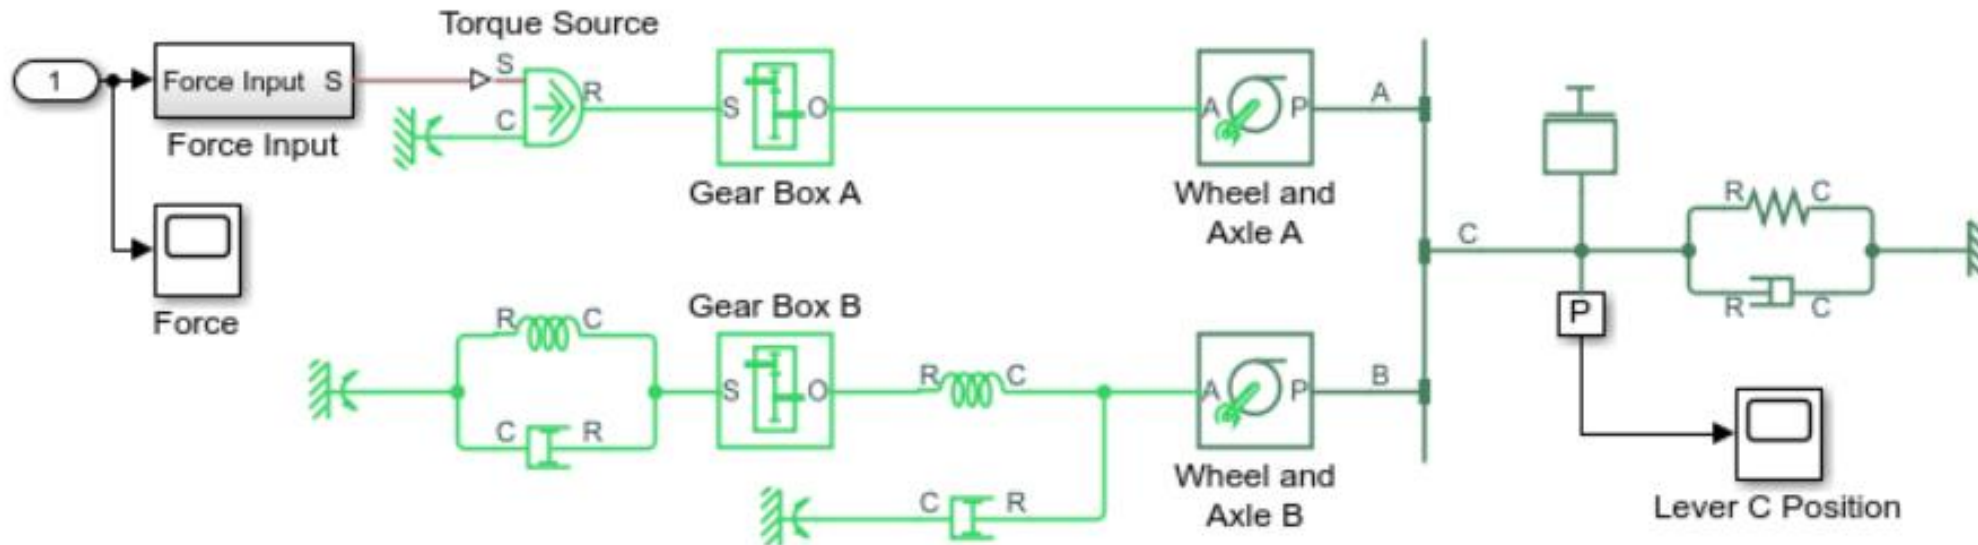 Torque Source
1
Force Input S
S
C
R
S
O
A
P
A
Force Input
Gear Box A
Wheel and
Axle A
R
C
C
Force
Gear Box B
R
C
R
C
P
S
O
R
C
A
P
B
C
R
C
R
Wheel and
Axle B
Lever C Position